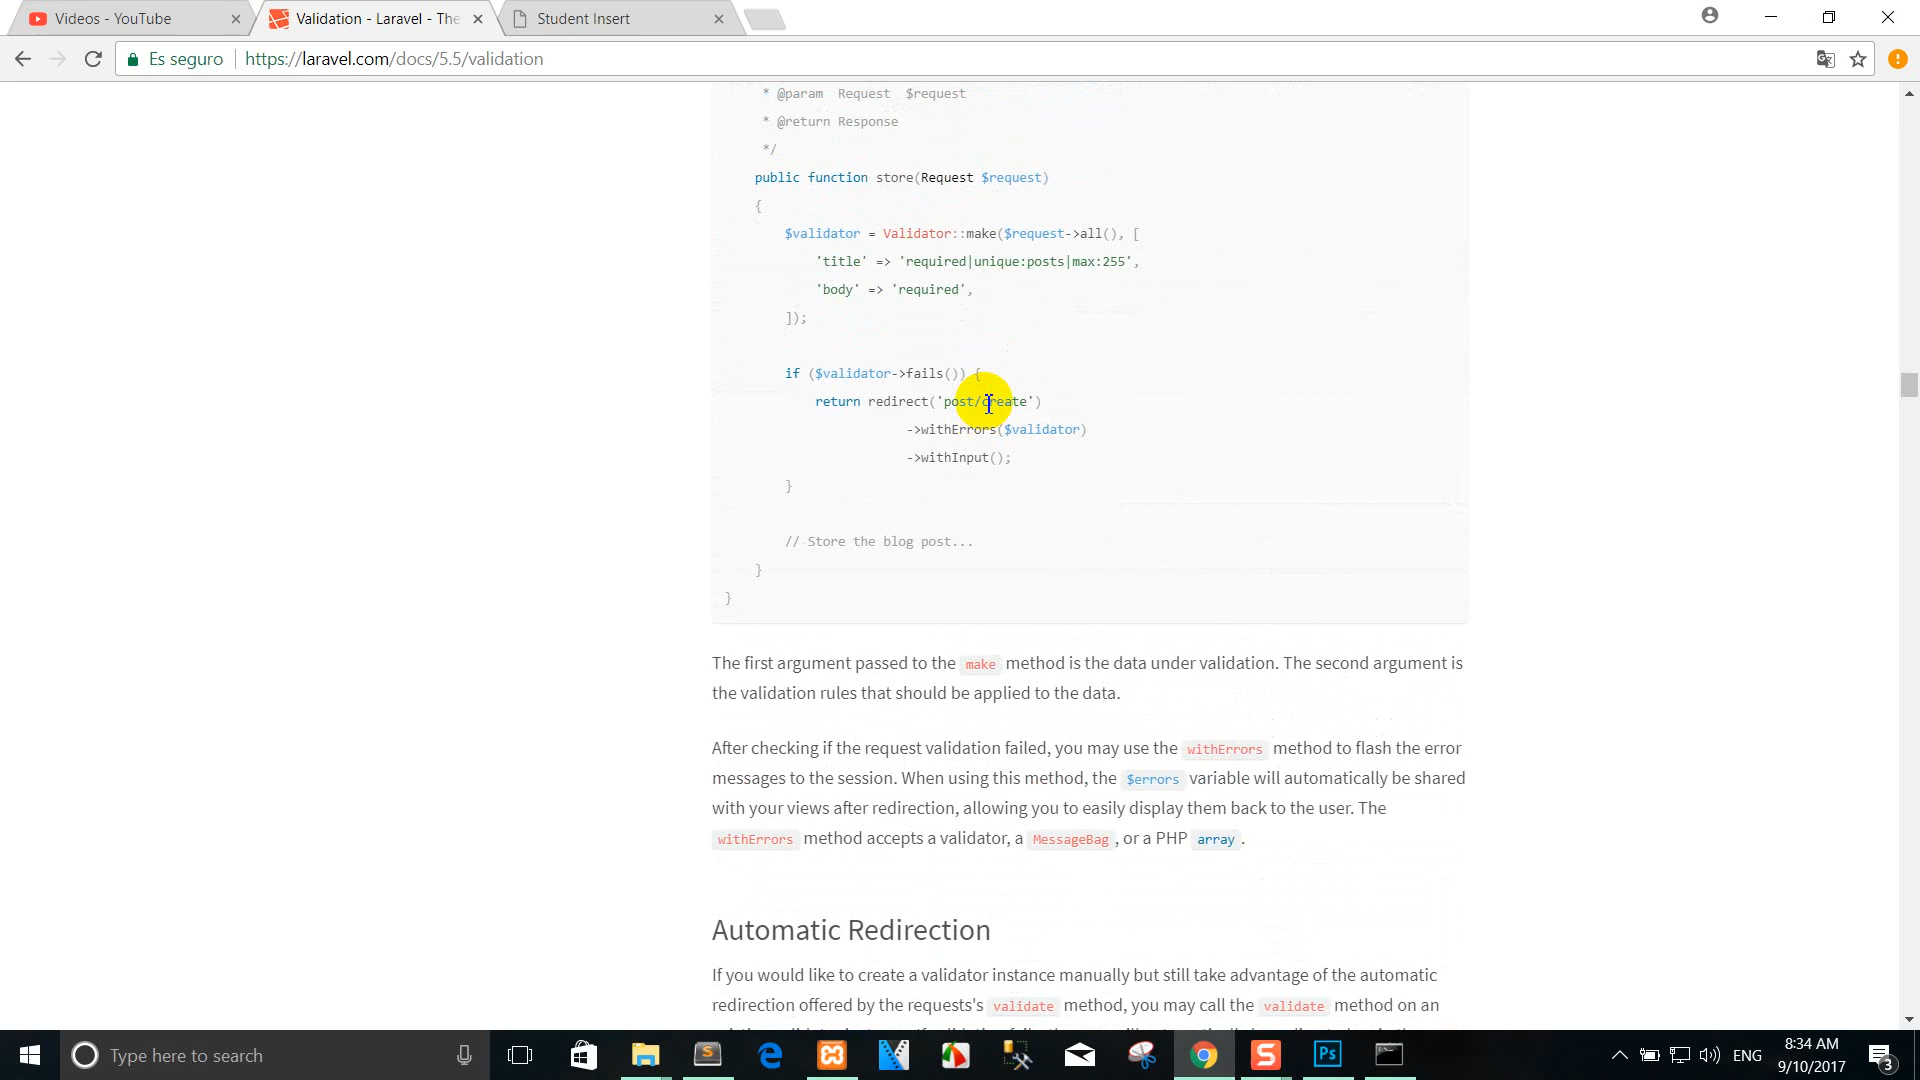 Videos - YouTube
Validation - Laravel - The
Student Insert
Es seguro
https://laravel.com/docs/5.5/validation
* @param  Request  $request
* @return Response
*/
public function store(Request $request)
{
$validator = Validator::make($request->all(), [
'title' => 'required|unique:posts|max:255',
'body' => 'required',
]);
if ($validator->fails()) {
return redirect('post/create')
->withErrors($validator)
->withInput();
}
// Store the blog post...
}
}
The first argument passed to the make method is the data under validation. The second argument is
the validation rules that should be applied to the data.
After checking if the request validation failed, you may use the withErrors method to flash the error
messages to the session. When using this method, the $errors variable will automatically be shared
with your views after redirection, allowing you to easily display them back to the user. The
withErrors method accepts a validator, a MessageBag , or a PHP array .
Automatic Redirection
If you would like to create a validator instance manually but still take advantage of the automatic
redirection offered by the requests's validate method, you may call the validate method on an
Type here to search
ENG
8:34 AM
9/10/2017
3